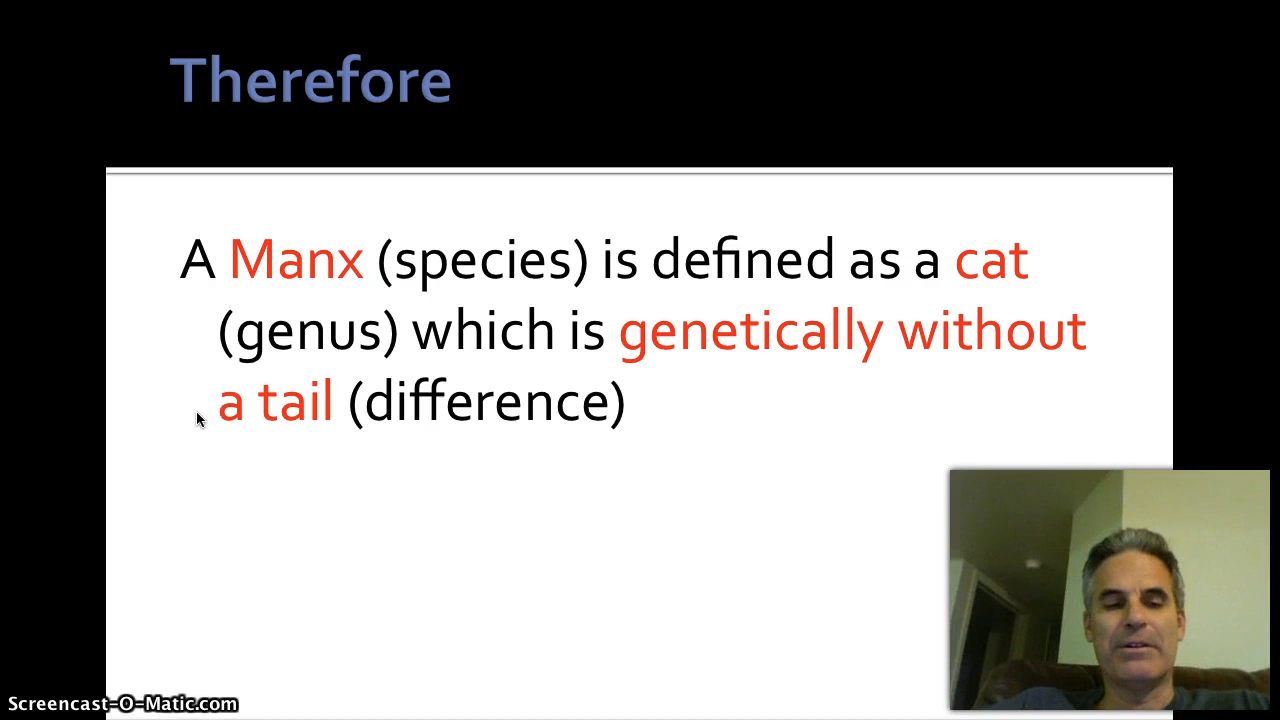 Therefore
A Manx (species) is defined as a cat
(genus) which is genetically without
a tail (difference)
Screencast-O-Matic.com